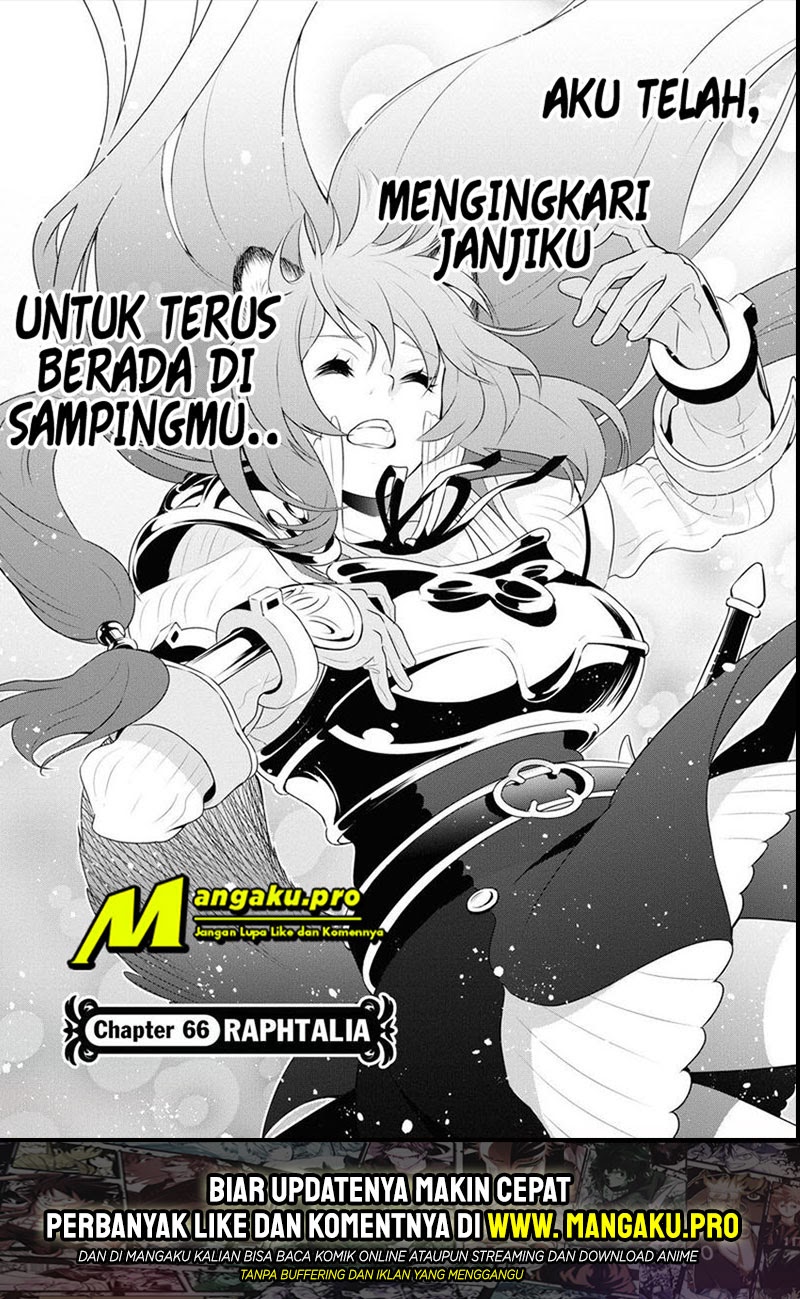 AKU TELAH,
MENGINGKARI
JANJIKU
UNTUK TERUS
BERADA DI
SAMPINGMU..
Mangaku.pro
Jangan Lupa Like dan Komennya
Chapter 66 RAPHTALIA
BIAR UPDATENYA MAKIN CEPAT
PERBANYAK LIKE DAN KOMENTNYA DI WWW. MANGAKU.PRO
DAN DI MANGAKU KALIAN BISA BACA KOMIK ONLINE ATAUPUN STREAMING DAN DOWNLOAD ANIME
TANPA BUFFERING DAN IKLAN YANG MENGGANGU